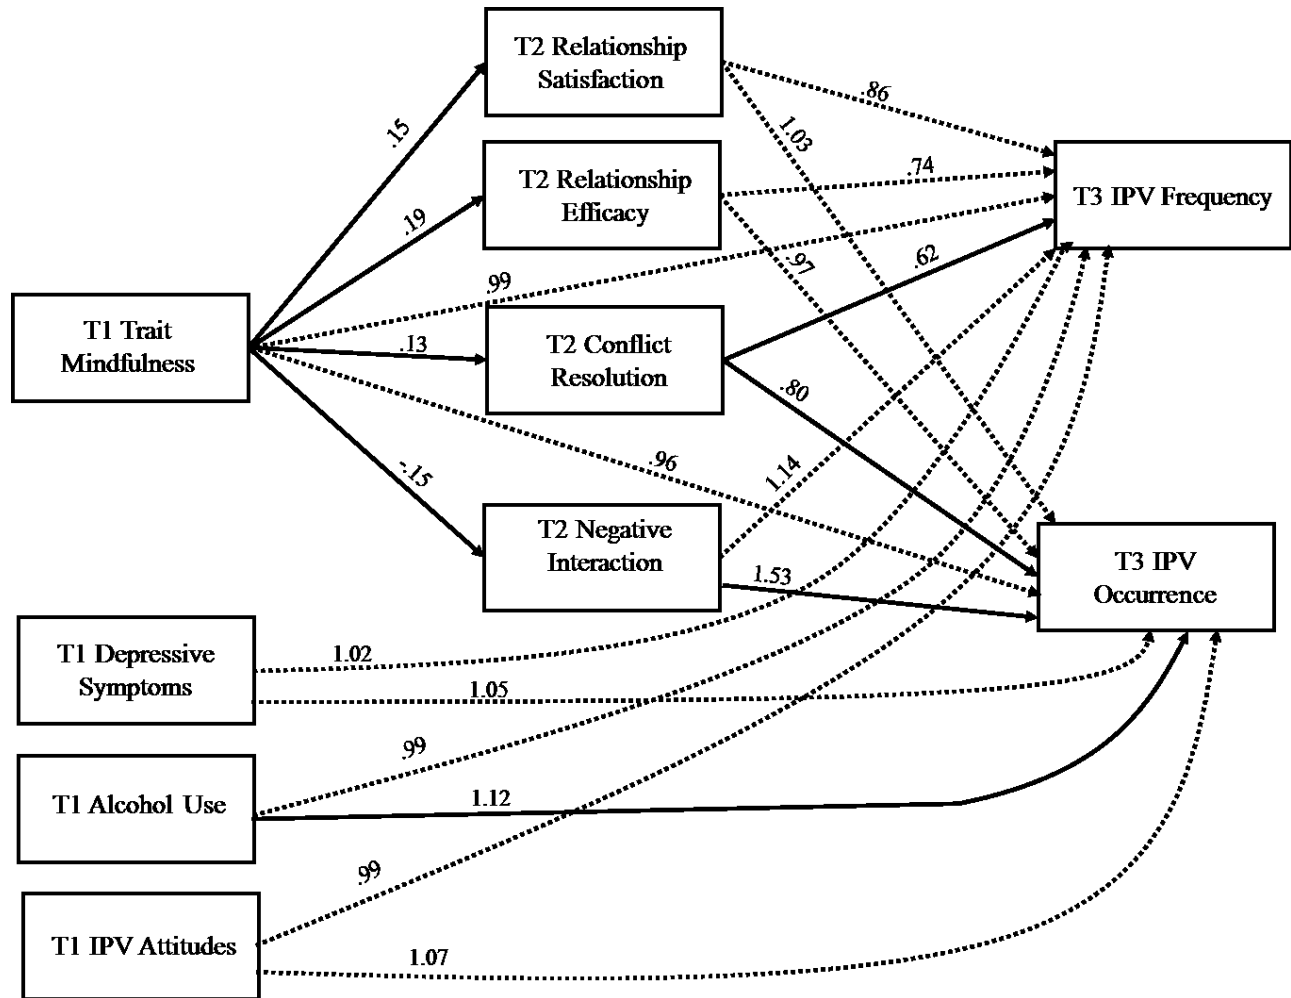 T2 Relationship
Satisfaction
.86
.15
1.03
T2 Relationship
Efficacy
.74
T3 IPV Frequency
.19
.97
.62
.99
T1 Trait
Mindfulness
.13
T2 Conflict
Resolution
.80
.96
-.15
1.14
T2 Negative
Interaction
1.53
T3 IPV
Occurrence
T1 Depressive
Symptoms
1.02
1.05
.99
T1 Alcohol Use
1.12
.99
T1 IPV Attitudes
1.07